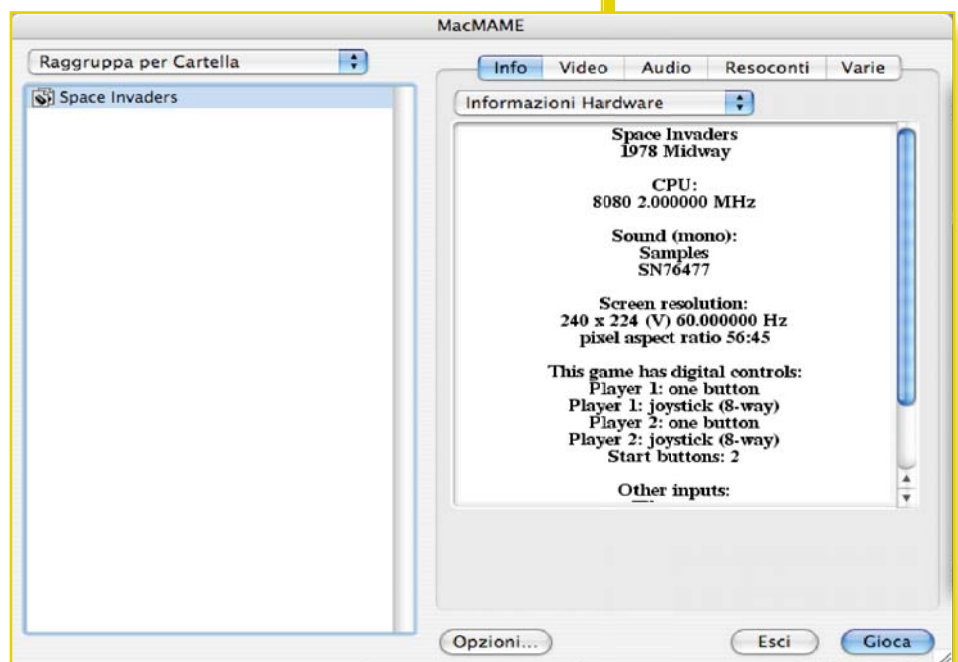 MacMAME
Raggruppa per Cartella
Space Invaders
Info Video Audio Resoconti Varie
Informazioni Hardware
Space Invaders
1978 Midway
CPU:
8080 2.000000 MHz
Sound (mono):
Samples
SN76477
Screen resolution:
240 x 224 (V) 60.000000 Hz
pixel aspect ratio 56:45
This game has digital controls:
Player 1: one button
Player 1: joystick (8-way)
Player 2: one button
Player 2: joystick (8-way)
Start buttons: 2
Other inputs:
Opzioni...
Esci
Gioca